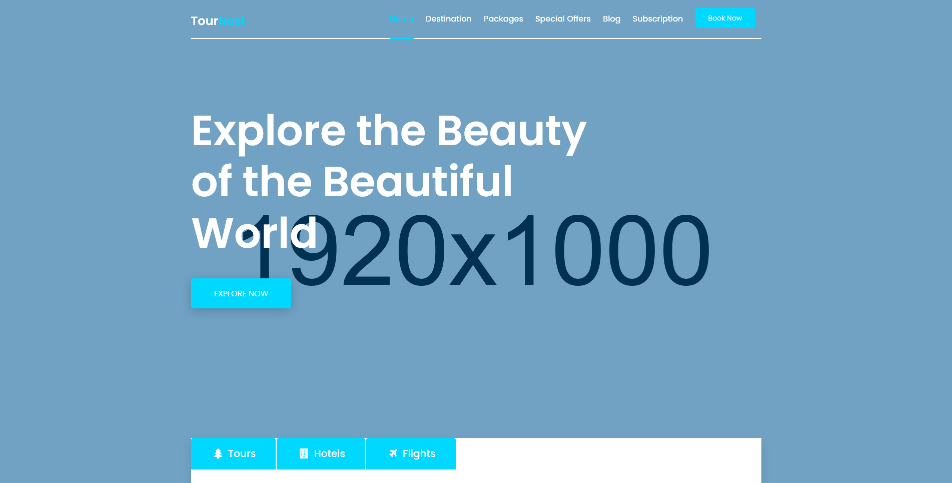 TourNest
Home Destination Packages Special Offers Blog Subscription Book Now
Explore the Beauty
of the Beautiful
World
1920x1000
EXPLORE NOW
Tours Hotels Flights